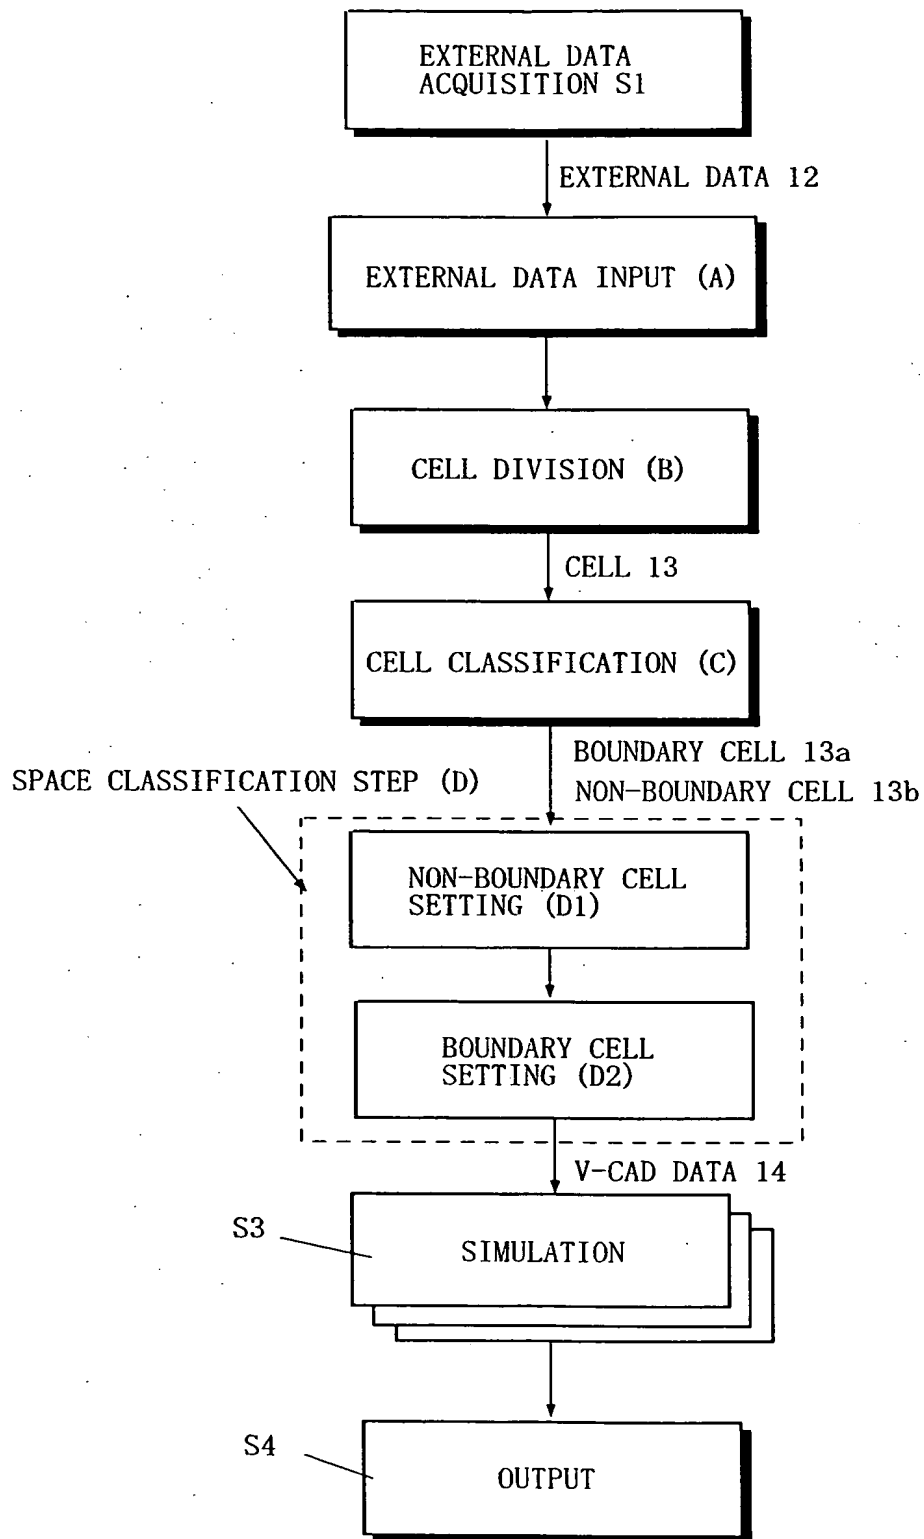 EXTERNAL DATA
ACQUISITION S1
EXTERNAL DATA 12
EXTERNAL DATA INPUT (A)
CELL DIVISION (B)
CELL 13
CELL CLASSIFICATION (C)
BOUNDARY CELL 13a
NON-BOUNDARY CELL 13b
SPACE CLASSIFICATION STEP (D)
NON-BOUNDARY CELL
SETTING (D1)
BOUNDARY CELL
SETTING (D2)
V-CAD DATA 14
S3
SIMULATION
S4
OUTPUT